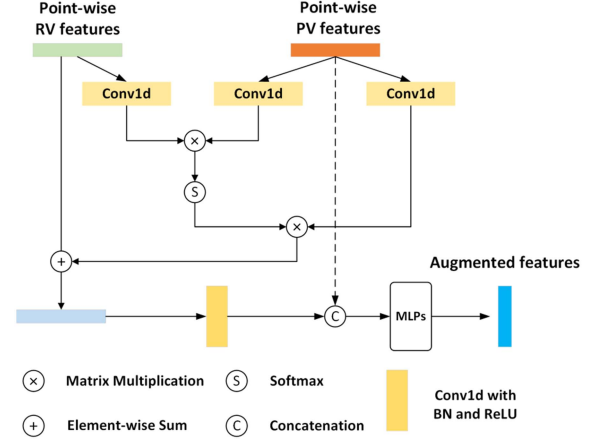 Point-wise
RV features
Point-wise
PV features
Conv1d
Conv1d
Conv1d
×
S
×
+
Augmented features
C
MLPs
× Matrix Multiplication
S Softmax
+ Element-wise Sum
C Concatenation
Conv1d with
BN and ReLU